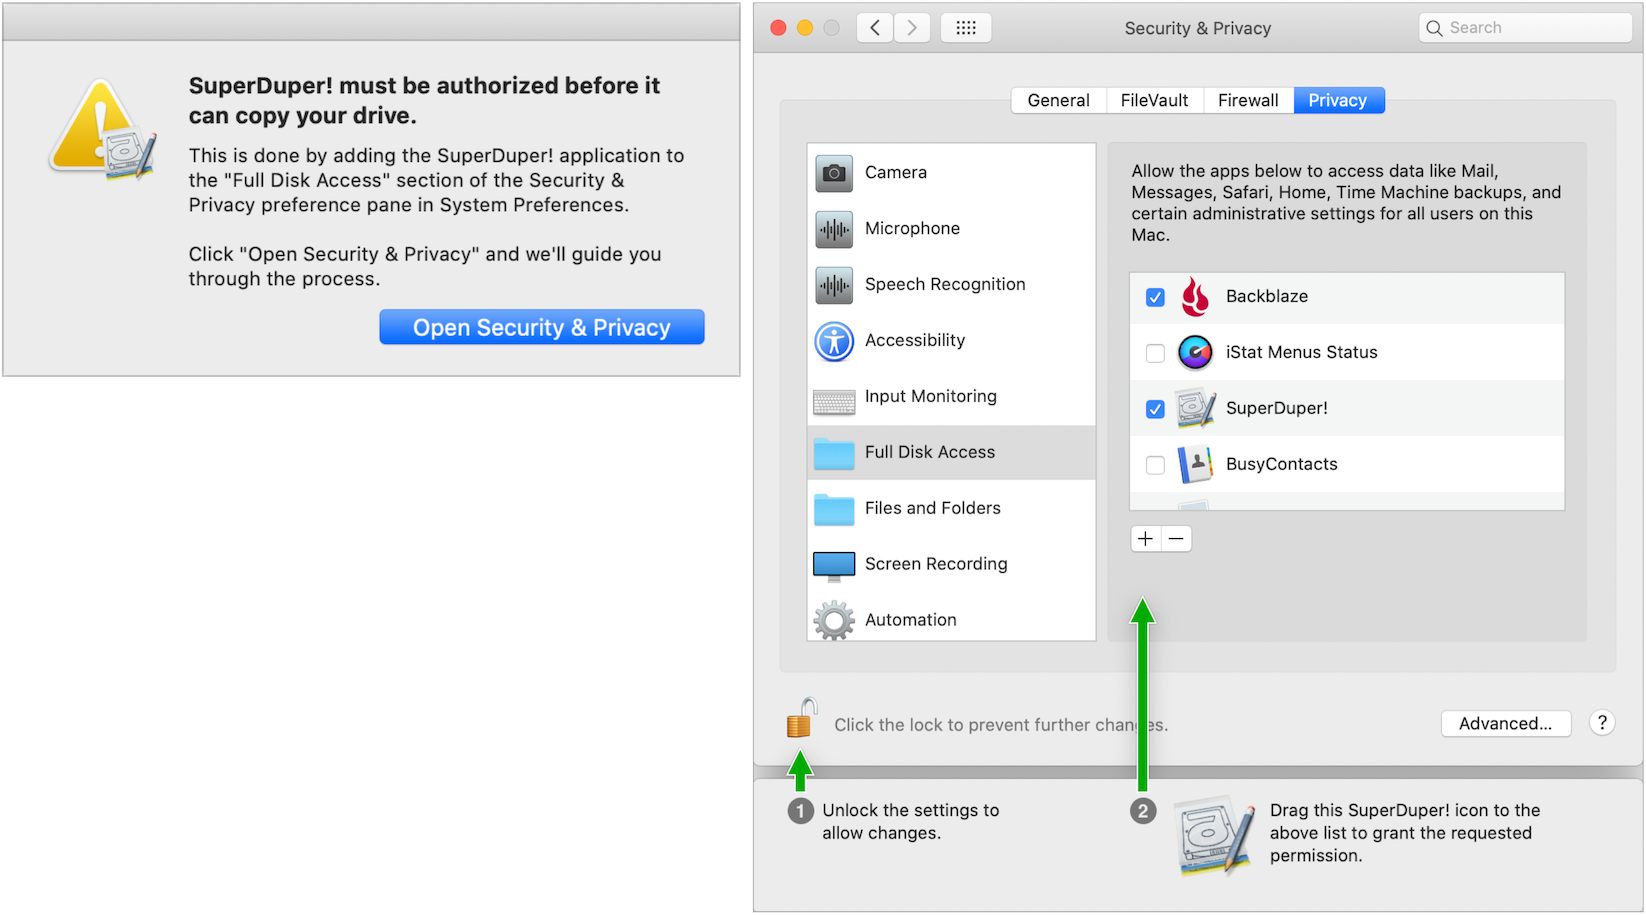 SuperDuper! must be authorized before it
can copy your drive.
This is done by adding the SuperDuper! application to
the "Full Disk Access" section of the Security &
Privacy preference pane in System Preferences.
Click "Open Security & Privacy" and we'll guide you
through the process.
Open Security & Privacy
Security & Privacy
Search
General
FileVault
Firewall
Privacy
Camera
Microphone
Speech Recognition
Accessibility
Input Monitoring
Full Disk Access
Files and Folders
Screen Recording
Automation
Allow the apps below to access data like Mail,
Messages, Safari, Home, Time Machine backups, and
certain administrative settings for all users on this
Mac.
Backblaze
iStat Menus Status
SuperDuper!
BusyContacts
Click the lock to prevent further changes.
Advanced...
?
1 Unlock the settings to
allow changes.
2 Drag this SuperDuper! icon to the
above list to grant the requested
permission.